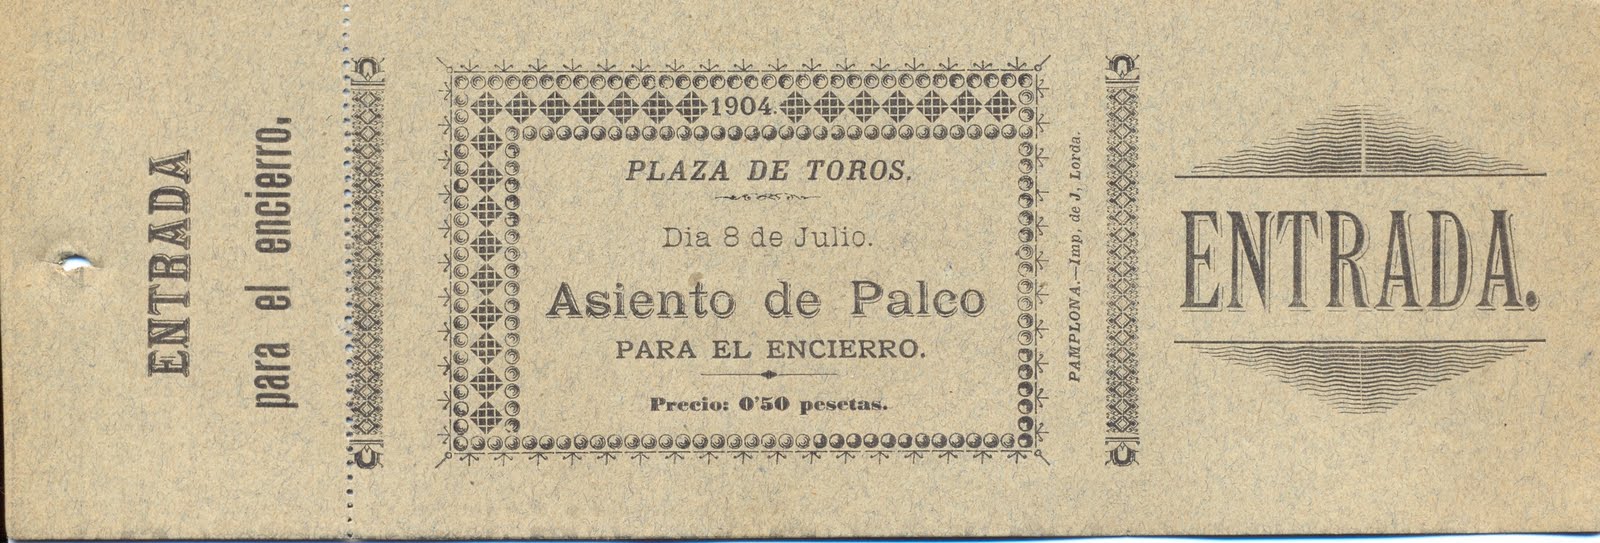 ENTRADA
para el encierro.
1904.
PLAZA DE TOROS.
Dia 8 de Julio.
Asiento de Palco
PARA EL ENCIERRO.
Precio: 0'50 pesetas.
PAMPLONA.—Imp. de J, Lorda.
ENTRADA.